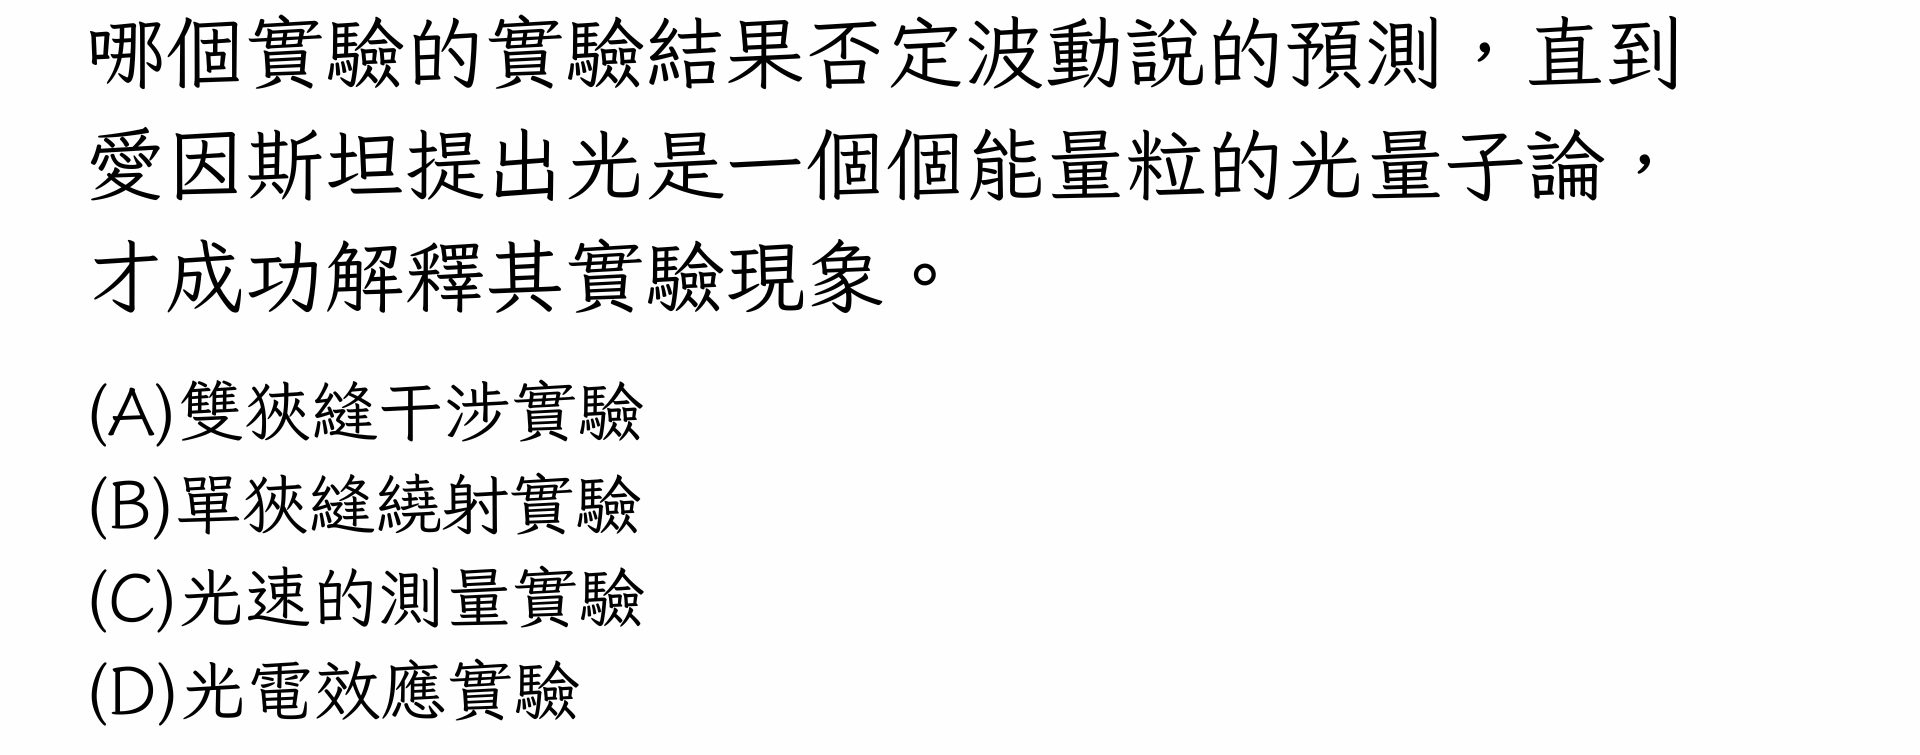 哪個實驗的實驗結果否定波動說的預測，直到
愛因斯坦提出光是一個個能量粒的光量子論，
才成功解釋其實驗現象。
(A)雙狹縫干涉實驗
(B)單狹縫繞射實驗
(C)光速的測量實驗
(D)光電效應實驗